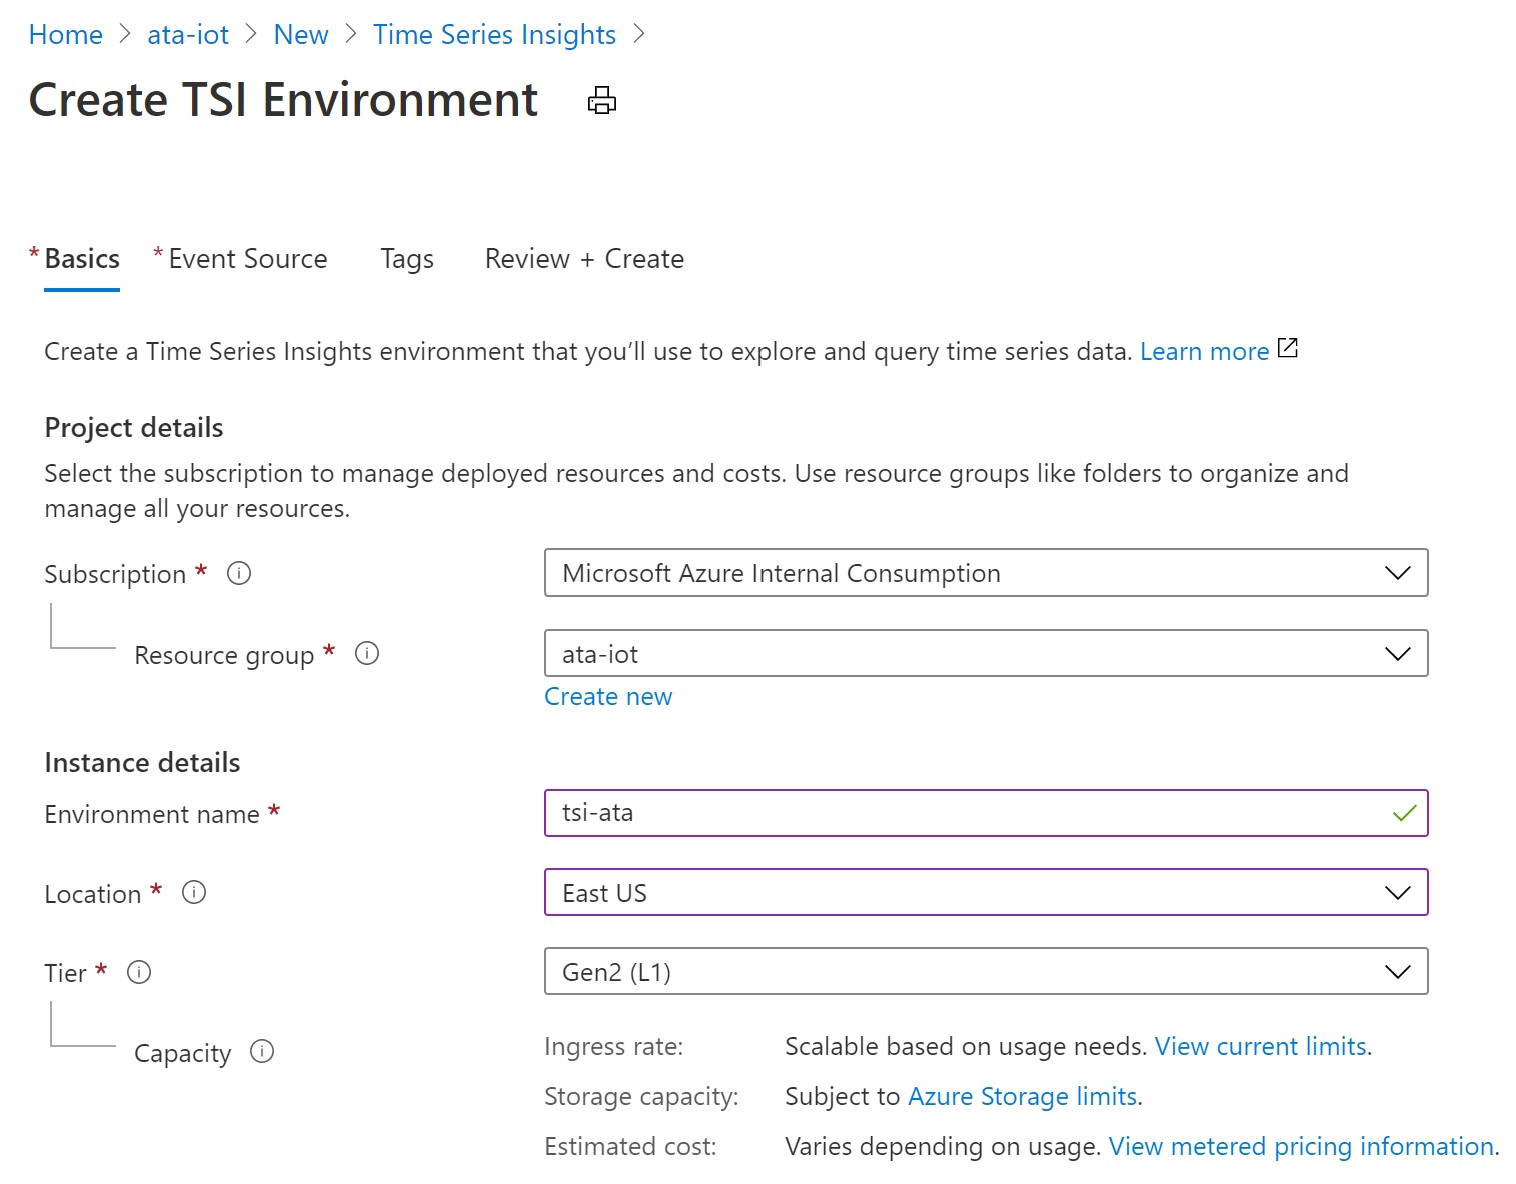 Home > ata-iot > New > Time Series Insights >
Create TSI Environment
* Basics * Event Source Tags Review + Create
Create a Time Series Insights environment that you’ll use to explore and query time series data. Learn more
Project details
Select the subscription to manage deployed resources and costs. Use resource groups like folders to organize and
manage all your resources.
Subscription * Microsoft Azure Internal Consumption
Resource group * ata-iot
Create new
Instance details
Environment name * tsi-ata
Location * East US
Tier * Gen2 (L1)
Capacity Ingress rate: Scalable based on usage needs. View current limits.
Storage capacity: Subject to Azure Storage limits.
Estimated cost: Varies depending on usage. View metered pricing information.